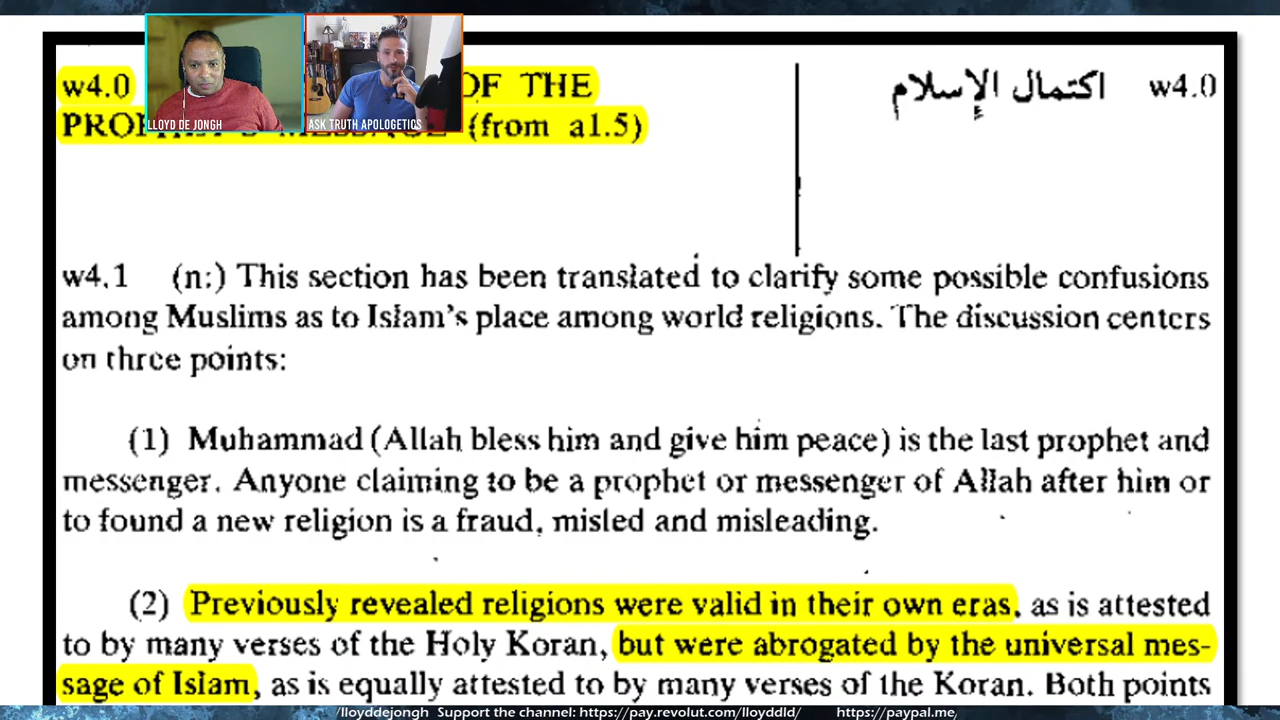 w4.0 OF THE
اكتمال الإسلام w4.0
LLOYD DE JONGH
ASK TRUTH APOLOGETICS
(from a1.5)
w4.1 (n:) This section has been translated to clarify some possible confusions
among Muslims as to Islam's place among world religions. The discussion centers
on three points:
(1) Muhammad (Allah bless him and give him peace) is the last prophet and
messenger. Anyone claiming to be a prophet or messenger of Allah after him or
to found a new religion is a fraud, misled and misleading.
(2) Previously revealed religions were valid in their own eras, as is attested
to by many verses of the Holy Koran, but were abrogated by the universal mes-
sage of Islam, as is equally attested to by many verses of the Koran. Both points
/lloyddejongh Support the channel: https://pay.revolut.com/lloyddld/ https://paypal.me/